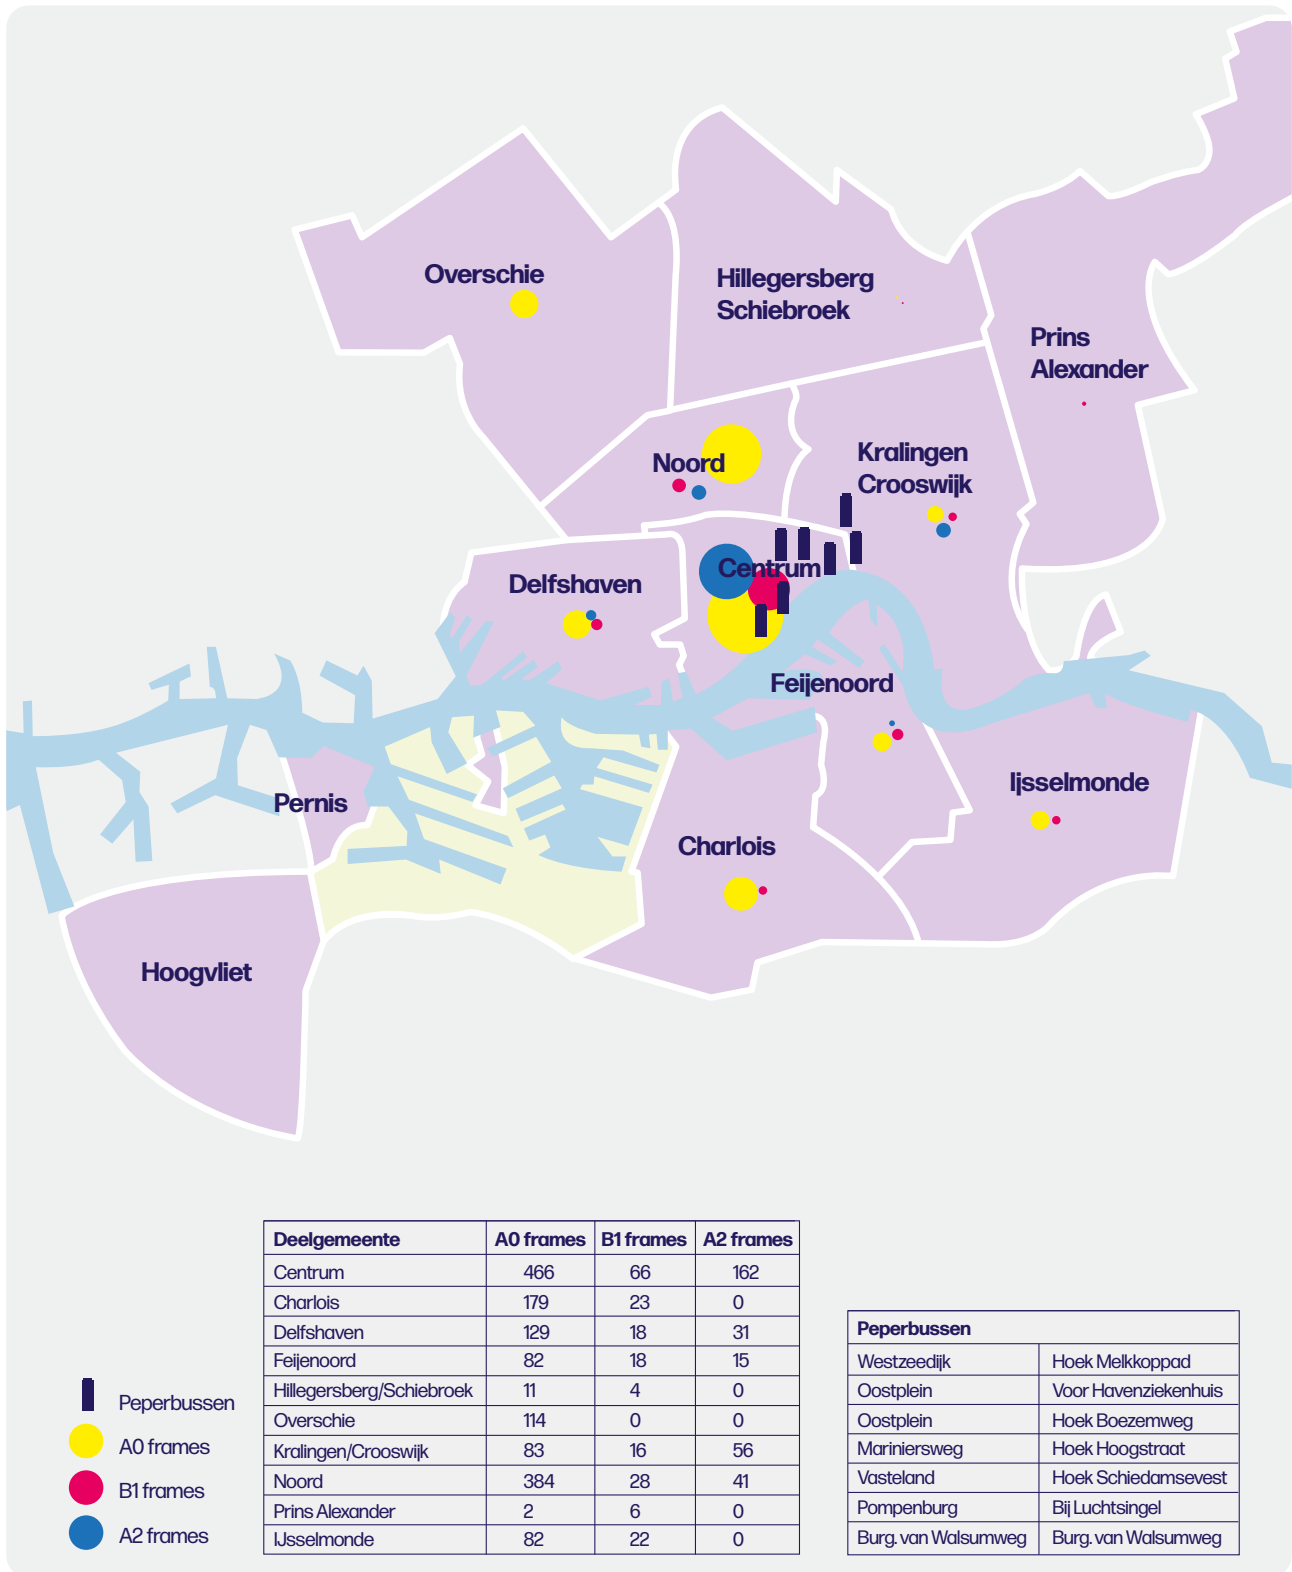 Overschie
Hillegersberg
Schiebroek
Prins
Alexander
Noord
Kralingen
Crooswijk
Centrum
Delfshaven
Feijenoord
Ijsselmonde
Pernis
Charlois
Hoogvliet
Peperbussen
A0 frames
B1 frames
A2 frames
Deelgemeente A0 frames B1 frames A2 frames
Centrum 466 66 162
Charlois 179 23 0
Delfshaven 129 18 31
Feijenoord 82 18 15
Hillegersberg/Schiebroek 11 4 0
Overschie 114 0 0
Kralingen/Crooswijk 83 16 56
Noord 384 28 41
Prins Alexander 2 6 0
IJsselmonde 82 22 0
Peperbussen
Westzeedijk Hoek Melkkoppad
Oostplein Voor Havenziekenhuis
Oostplein Hoek Boezemweg
Mariniersweg Hoek Hoogstraat
Vasteland Hoek Schiedamsevest
Pompenburg Bij Luchtsingel
Burg. van Walsumweg Burg. van Walsumweg